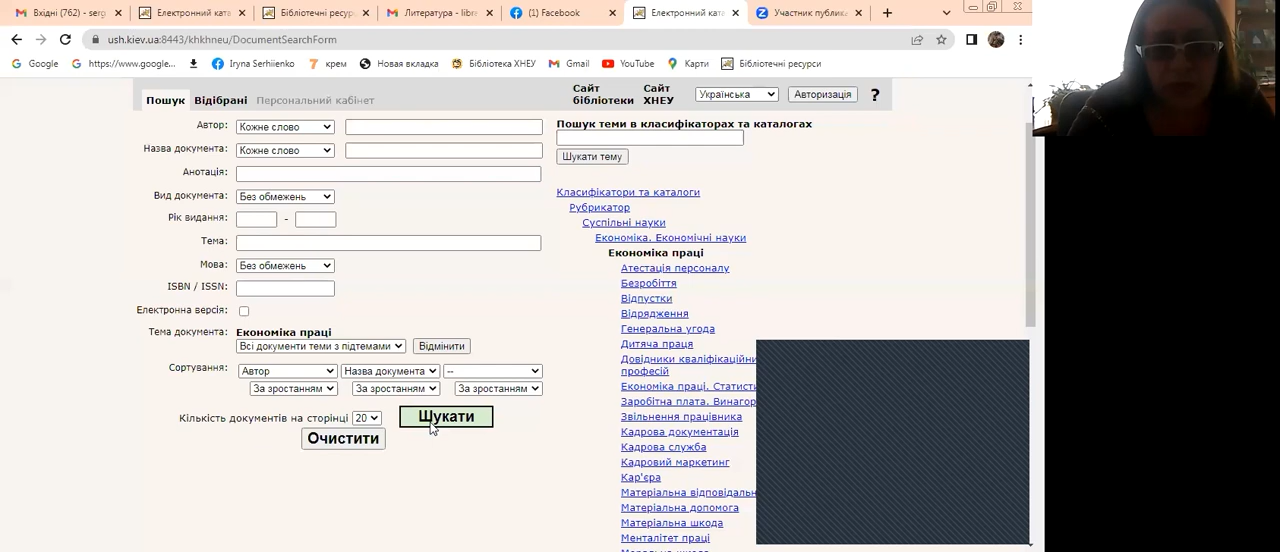 Вхідні (762) - serg
Електронний ката
Бібліотечні ресур
Литература - libre
(1) Facebook
Електронний ката
Участник публика
ush.kiev.ua:8443/khkhneu/DocumentSearchForm
Google
https://www.google...
Iryna Serhiienko
крем
Новая вкладка
Бібліотека ХНЕУ
Gmail
YouTube
Карти
Бібліотечні ресурси
Пошук
Відібрані
Персональний кабінет
Сайт бібліотеки
Сайт ХНЕУ
Українська
Авторизація
?
Автор:
Кожне слово
Назва документа:
Кожне слово
Анотація:
Вид документа:
Без обмежень
Рік видання:
-
Тема:
Мова:
Без обмежень
ISBN / ISSN:
Електронна версія:
Тема документа:
Економіка праці
Всі документи теми з підтемами
Відмінити
Сортування:
Автор
Назва документа
--
За зростанням
За зростанням
За зростанням
Кількість документів на сторінці
20
Шукати
Очистити
Пошук теми в класифікаторах та каталогах
Шукати тему
Класифікатори та каталоги
Рубрикатор
Суспільні науки
Економіка. Економічні науки
Економіка праці
Атестація персоналу
Безробіття
Відпустки
Відрядження
Генеральна угода
Дитяча праця
Довідники кваліфікаційни
професій
Економіка праці. Статисти
Заробітна плата. Винагор
Звільнення працівника
Кадрова документація
Кадрова служба
Кадровий маркетинг
Кар'єра
Матеріальна відповідальн
Матеріальна допомога
Матеріальна шкода
Менталітет праці